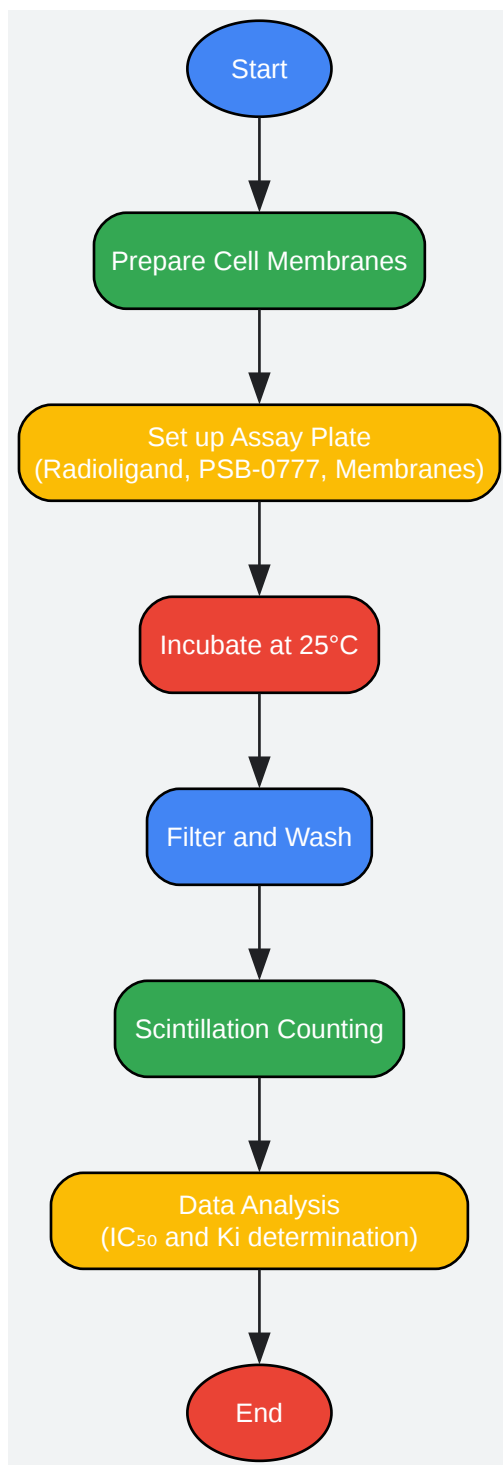 Start
Prepare Cell Membranes
Set up Assay Plate
(Radioligand, PSB-0777, Membranes)
Incubate at 25°C
Filter and Wash
Scintillation Counting
Data Analysis
(IC₅₀ and Ki determination)
End